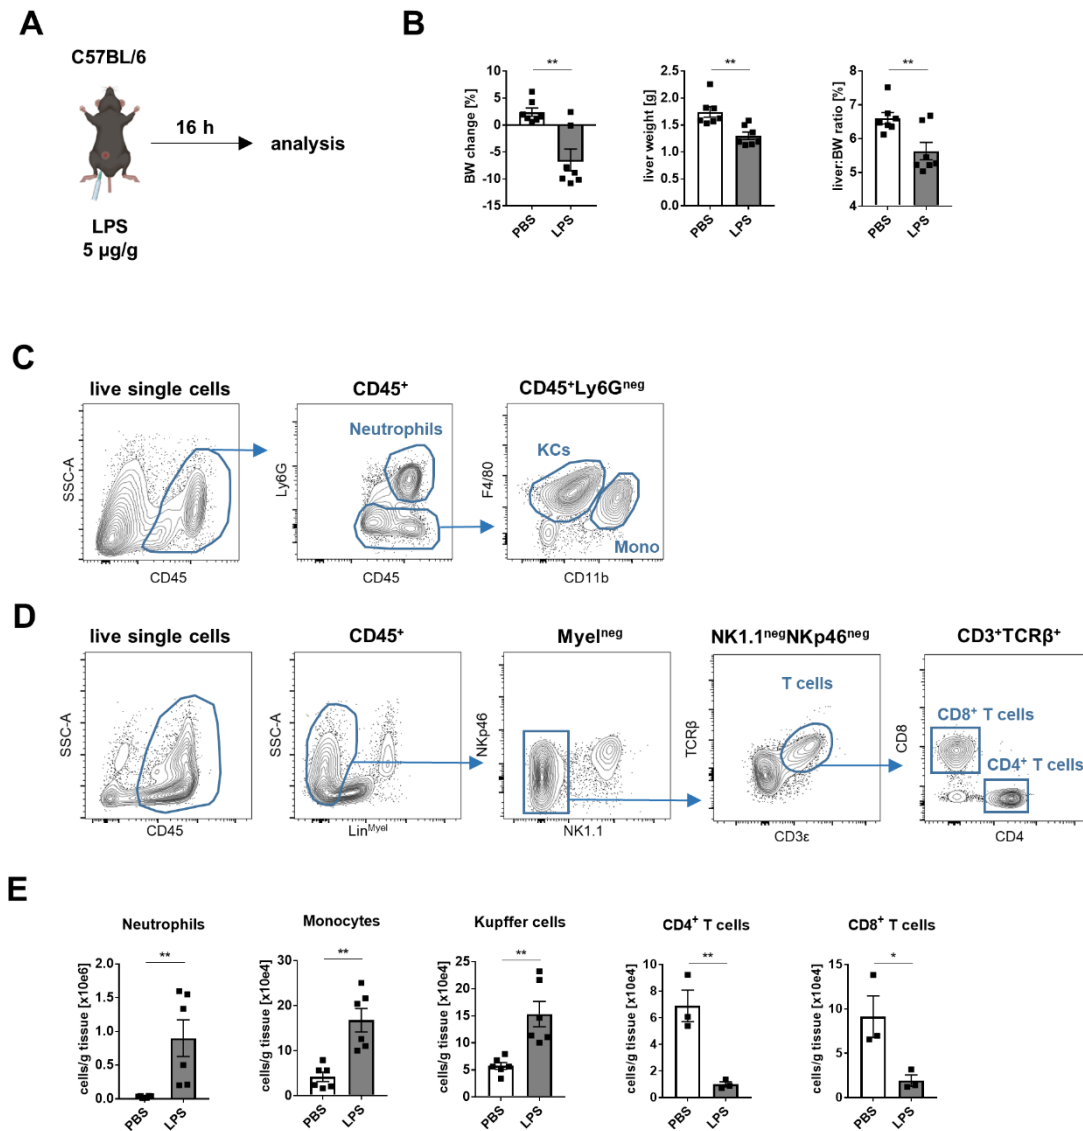 A
C57BL/6
16 h
analysis
LPS
5 µg/g
B
BW change [%]
10
5
0
-5
-10
-15
PBS
LPS
**
liver weight [g]
2.5
2.0
1.5
1.0
0.5
0.0
PBS
LPS
**
liver:BW ratio [%]
8
7
6
5
4
PBS
LPS
**
C
live single cells
SSC-A
CD45
CD45+
Neutrophils
Ly6G
CD45
CD45+Ly6Gneg
KCs
F4/80
Mono
CD11b
D
live single cells
SSC-A
CD45
CD45+
SSC-A
LinMyel
Myelneg
NKp46
NK1.1
NK1.1negNKp46neg
T cells
TCRβ
CD3ε
CD3+TCRβ+
CD8
CD8+ T cells
CD4+ T cells
CD4
E
Neutrophils
cells/g tissue [x10e6]
2.0
1.5
1.0
0.5
0.0
PBS
LPS
**
Monocytes
cells/g tissue [x10e4]
30
20
10
0
PBS
LPS
**
Kupffer cells
cells/g tissue [x10e4]
25
20
15
10
5
0
PBS
LPS
**
CD4+ T cells
cells/g tissue [x10e4]
10
8
6
4
2
0
PBS
LPS
**
CD8+ T cells
cells/g tissue [x10e4]
15
10
5
0
PBS
LPS
*